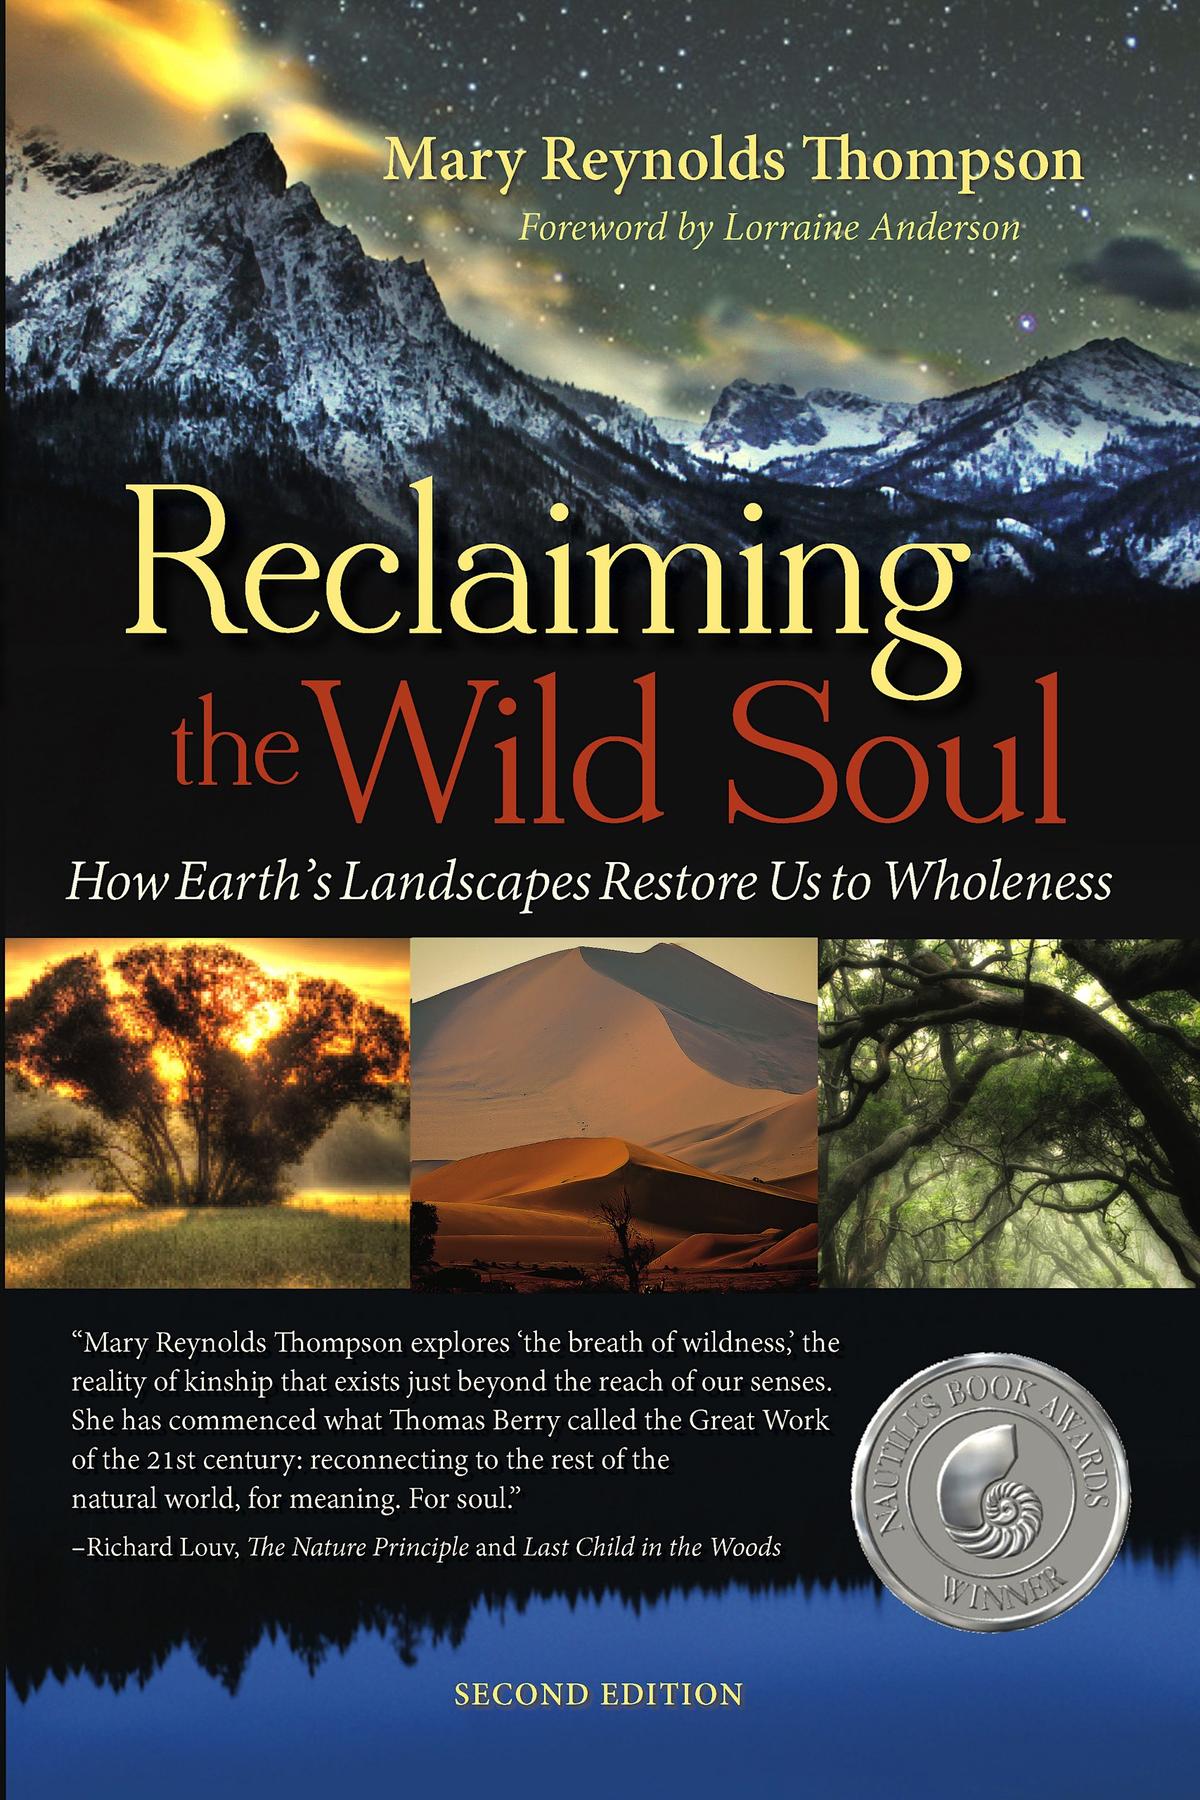 Mary Reynolds Thompson
Foreword by Lorraine Anderson
Reclaiming
the Wild Soul
How Earth’s Landscapes Restore Us to Wholeness
“Mary Reynolds Thompson explores ‘the breath of wildness,’ the
reality of kinship that exists just beyond the reach of our senses.
She has commenced what Thomas Berry called the Great Work
of the 21st century: reconnecting to the rest of the
natural world, for meaning. For soul.”
–Richard Louv, The Nature Principle and Last Child in the Woods
NAUTILUS BOOK AWARDS
WINNER
SECOND EDITION